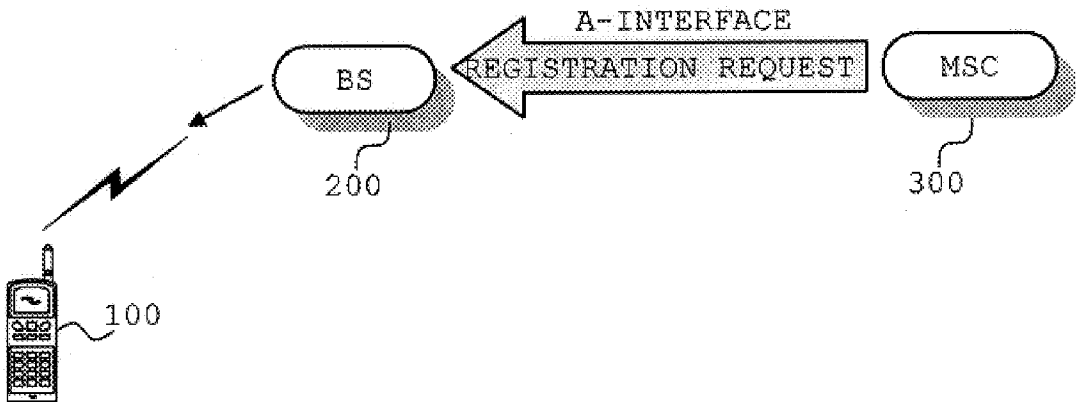 A-INTERFACE
BS
REGISTRATION REQUEST
MSC
200
300
100